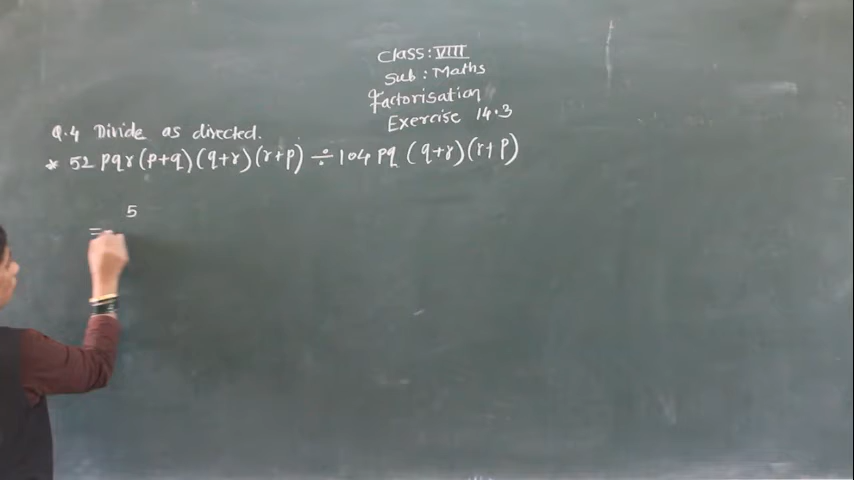 Class: VIII
Sub: Maths
Factorisation
Exercise 14.3
Q.4 Divide as directed.
* 52 pqr (p+q) (q+r) (r+p) ÷ 104 pq (q+r) (r+p)
5
=